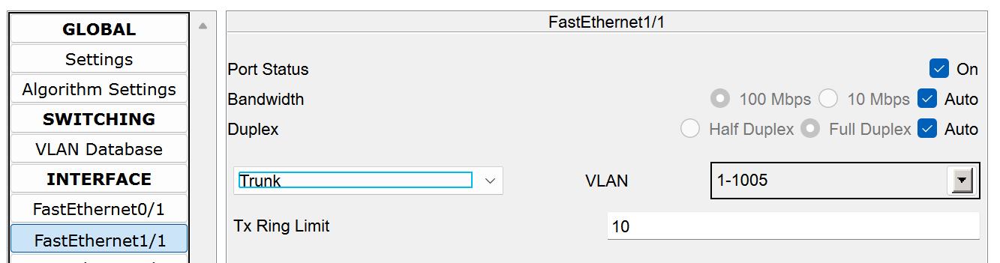 GLOBAL
Settings
Algorithm Settings
SWITCHING
VLAN Database
INTERFACE
FastEthernet0/1
FastEthernet1/1
FastEthernet1/1
Port Status
On
Bandwidth
100 Mbps 10 Mbps Auto
Duplex
Half Duplex Full Duplex Auto
Trunk
VLAN
1-1005
Tx Ring Limit
10